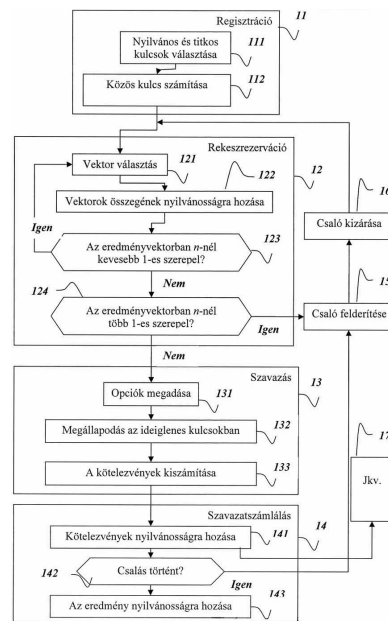 Regisztráció
11
Nyilvános és titkos
kulcsok választása
111
Közös kulcs számítása
112
Rekeszrezerváció
Vektor választás
121
122
12
Vektorok összegének nyilvánosságra hozása
Igen
Az eredményvektorban n-nél
kevesebb 1-es szerepel?
123
Nem
124
Az eredményvektorban n-nél
több 1-es szerepel?
Igen
16
Csaló kizárása
15
Csaló felderítése
Nem
Szavazás
13
Opciók megadása
131
Megállapodás az ideiglenes kulcsokban
132
A kötelezvények kiszámítása
133
17
Jkv.
Szavazatszámlálás
14
Kötelezvények nyilvánosságra hozása
141
Csalás történt?
142
Igen
Az eredmény nyilvánosságra hozása
143